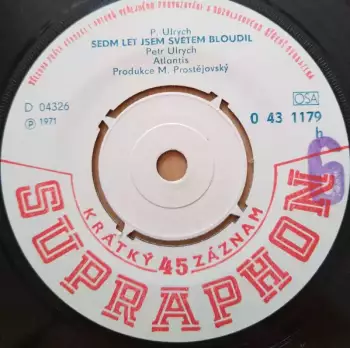 P. Ulrych
SEDM LET JSEM SVĚTEM BLOUDIL
Petr Ulrych
Atlantis
Produkce M. Prostějovský
D 04326
℗ 1971
OSA
0 43 1179
b
KRÁTKÝ 45 ZÁZNAM
SUPRAPHON